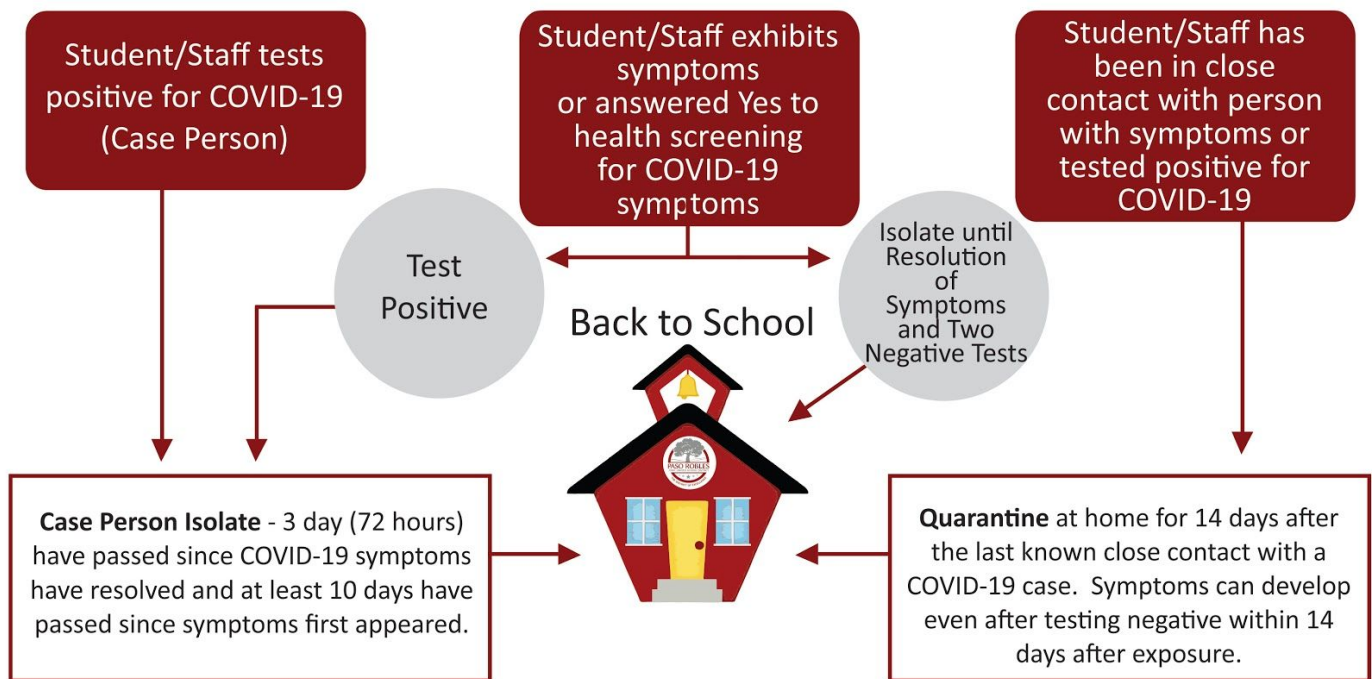 Student/Staff tests
positive for COVID-19
(Case Person)
Student/Staff exhibits
symptoms
or answered Yes to
health screening
for COVID-19
symptoms
Student/Staff has
been in close
contact with person
with symptoms or
tested positive for
COVID-19
Test
Positive
Isolate until
Resolution
of
Symptoms
and Two
Negative Tests
Back to School
PASO ROBLES
Case Person Isolate - 3 day (72 hours)
have passed since COVID-19 symptoms
have resolved and at least 10 days have
passed since symptoms first appeared.
Quarantine at home for 14 days after
the last known close contact with a
COVID-19 case.  Symptoms can develop
even after testing negative within 14
days after exposure.